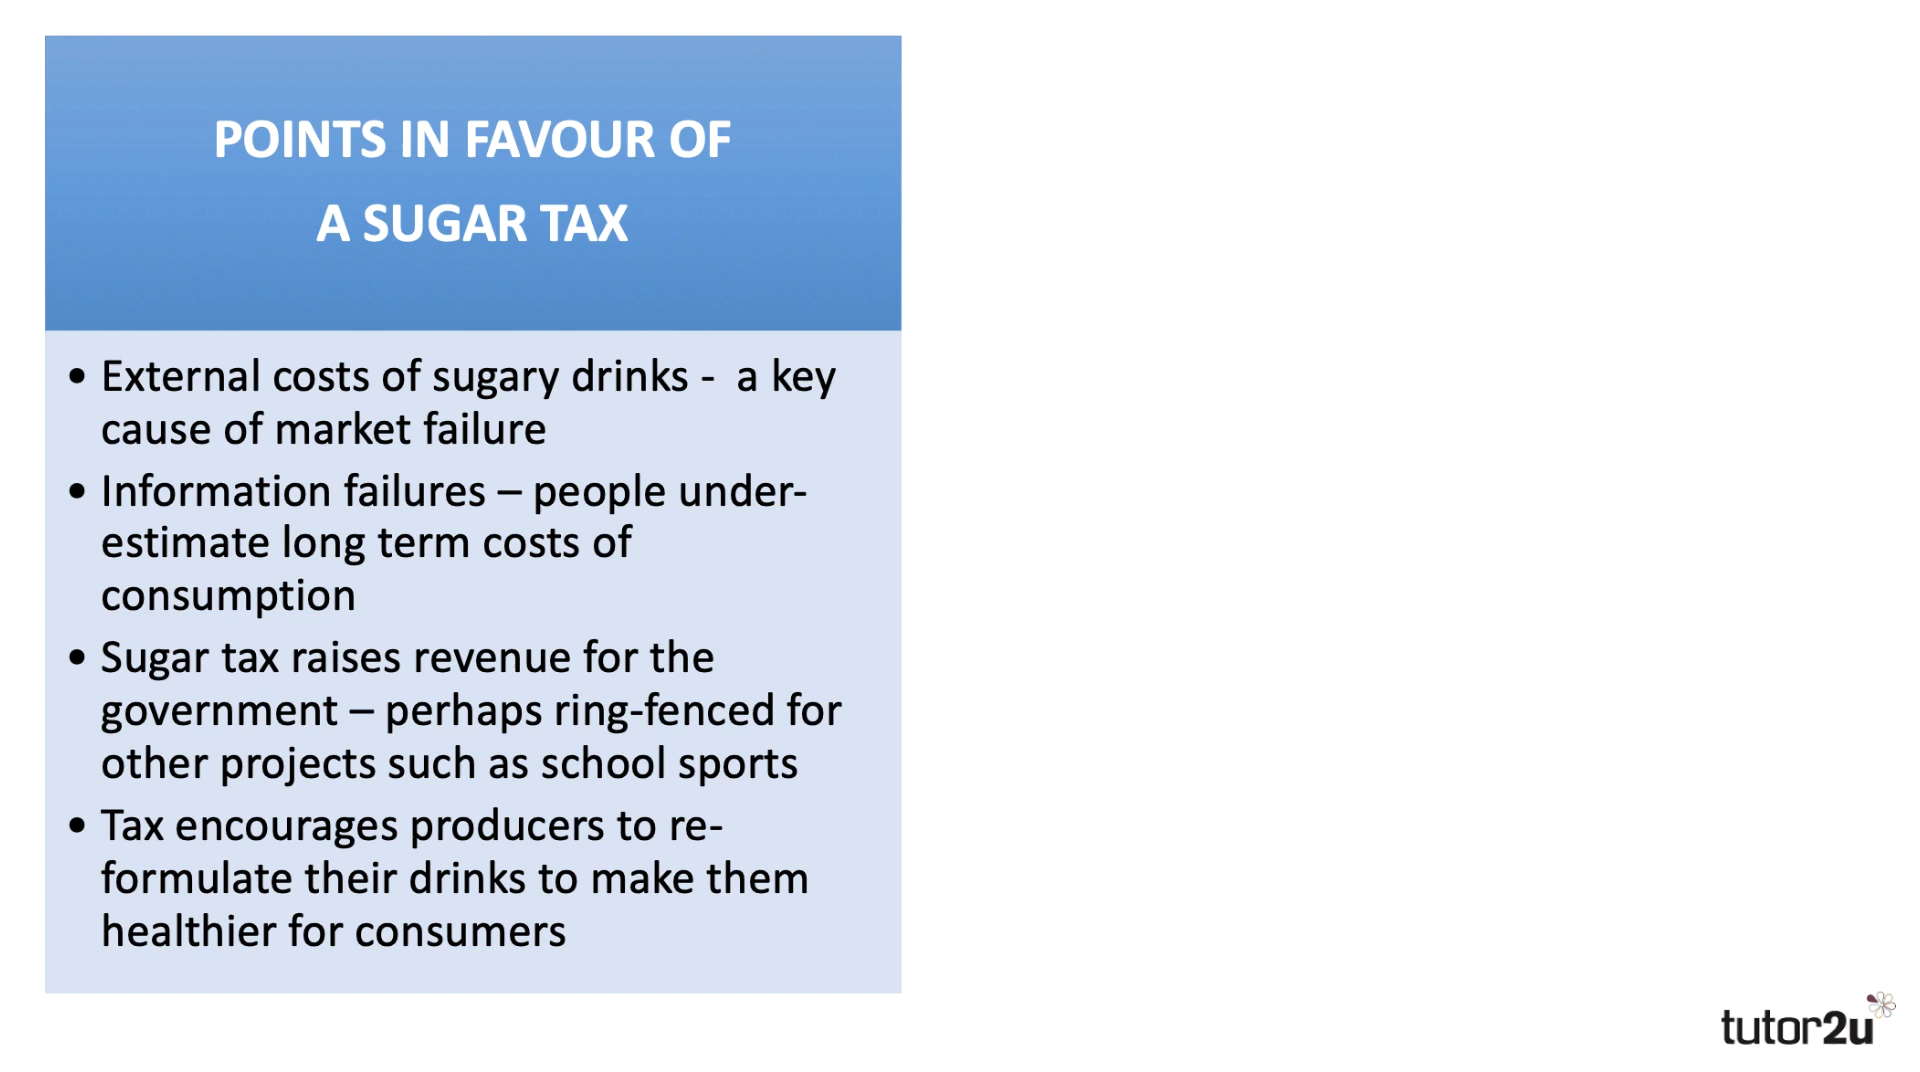 POINTS IN FAVOUR OF
A SUGAR TAX
• External costs of sugary drinks -  a key
cause of market failure
• Information failures – people under-
estimate long term costs of
consumption
• Sugar tax raises revenue for the
government – perhaps ring-fenced for
other projects such as school sports
• Tax encourages producers to re-
formulate their drinks to make them
healthier for consumers
tutor2u